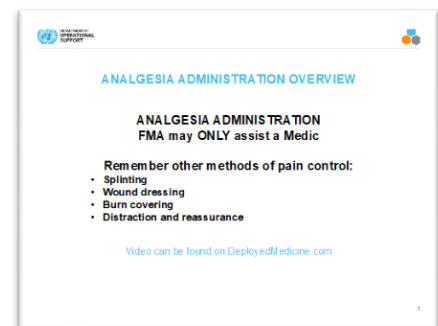 DEPARTMENT OF
OPERATIONAL
SUPPORT
ANALGESIA ADMINISTRATION OVERVIEW
ANALGESIA ADMINISTRATION
FMA may ONLY assist a Medic
Remember other methods of pain control:
• Splinting
• Wound dressing
• Burn covering
• Distraction and reassurance
Video can be found on DeployedMedicine.com
7